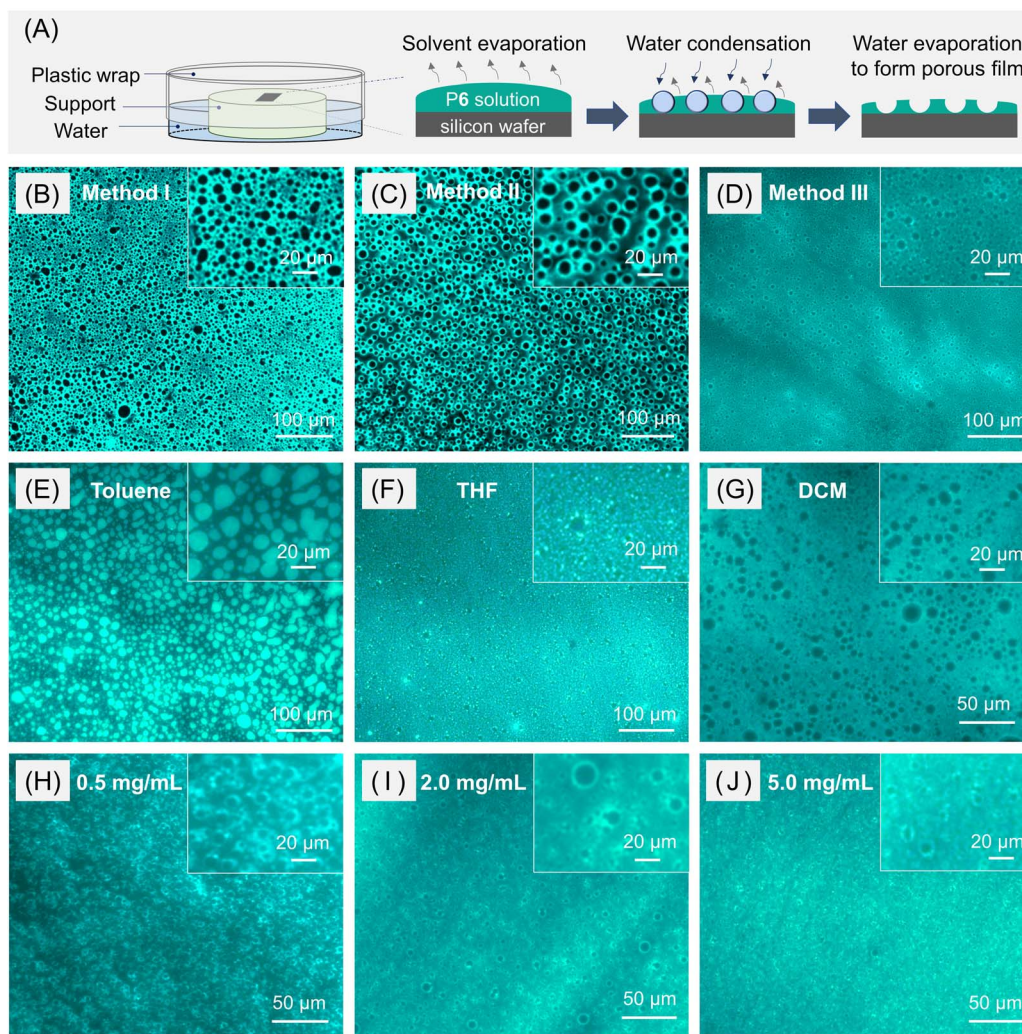 (A)
Plastic wrap
Support
Water
Solvent evaporation
P6 solution
silicon wafer
Water condensation
Water evaporation
to form porous film
(B) Method I
20 μm
100 μm
(C) Method II
20 μm
100 μm
(D) Method III
20 μm
100 μm
(E) Toluene
20 μm
100 μm
(F) THF
20 μm
100 μm
(G) DCM
20 μm
50 μm
(H) 0.5 mg/mL
20 μm
50 μm
(I) 2.0 mg/mL
20 μm
50 μm
(J) 5.0 mg/mL
20 μm
50 μm